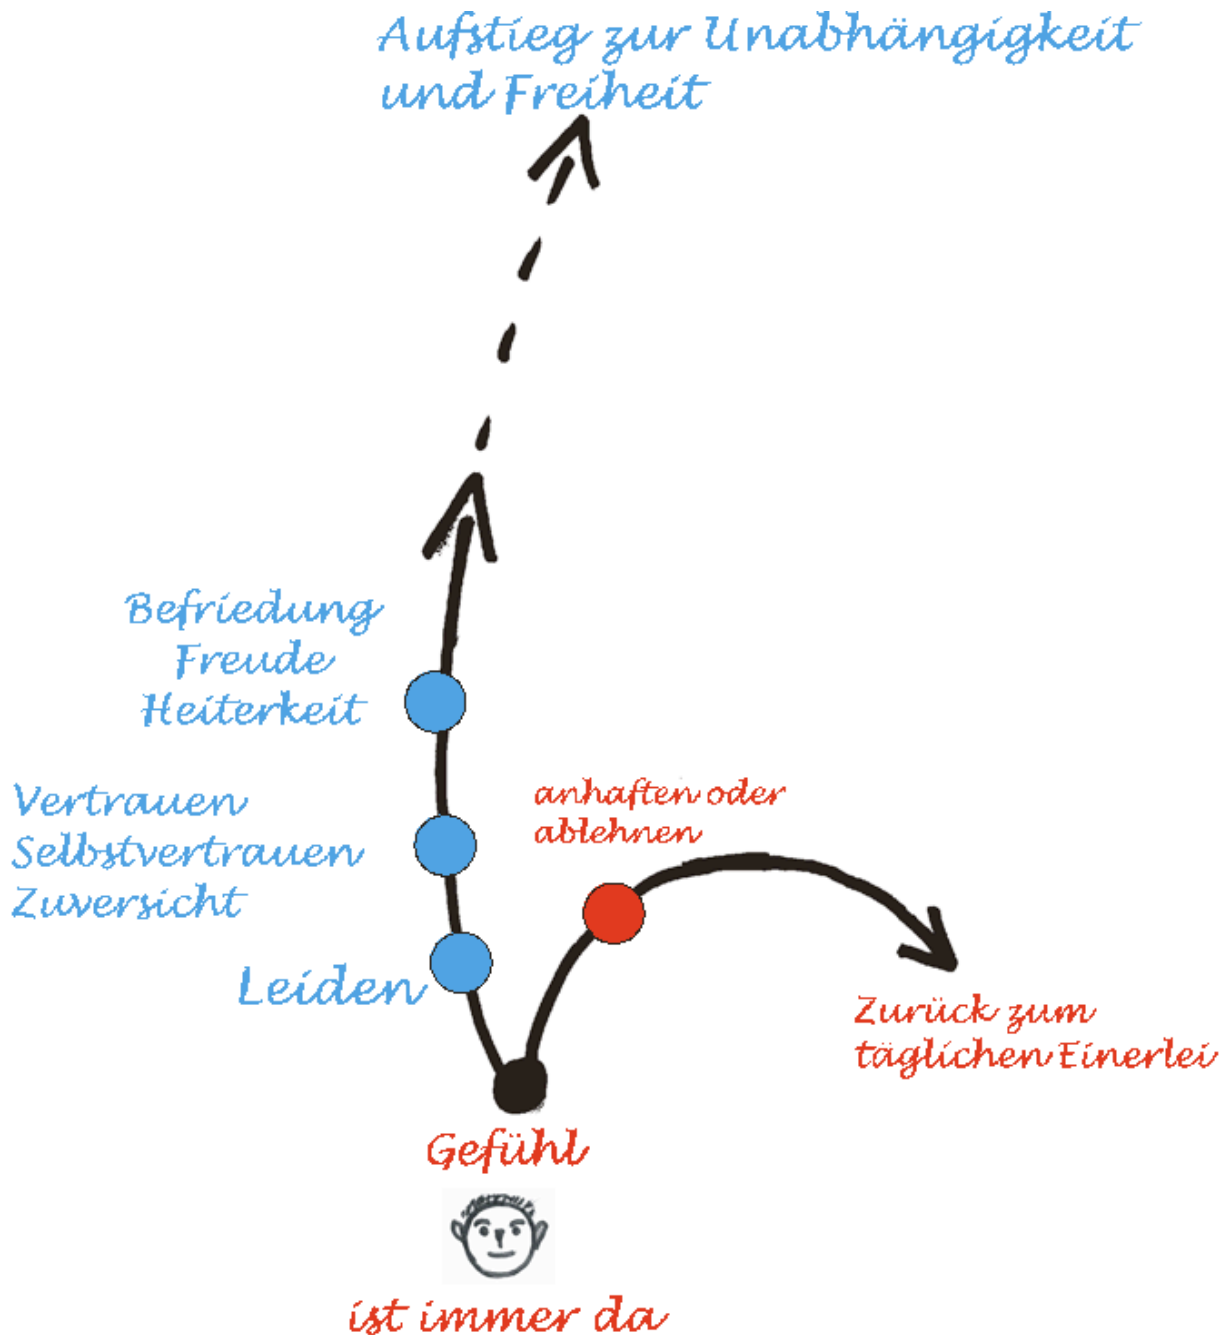 Aufstieg zur Unabhängigkeit
und Freiheit
Befriedung
Freude
Heiterkeit
Vertrauen
Selbstvertrauen
Zuversicht
anhaften oder
ablehnen
Leiden
Zurück zum
täglichen Einerlei
Gefühl
ist immer da